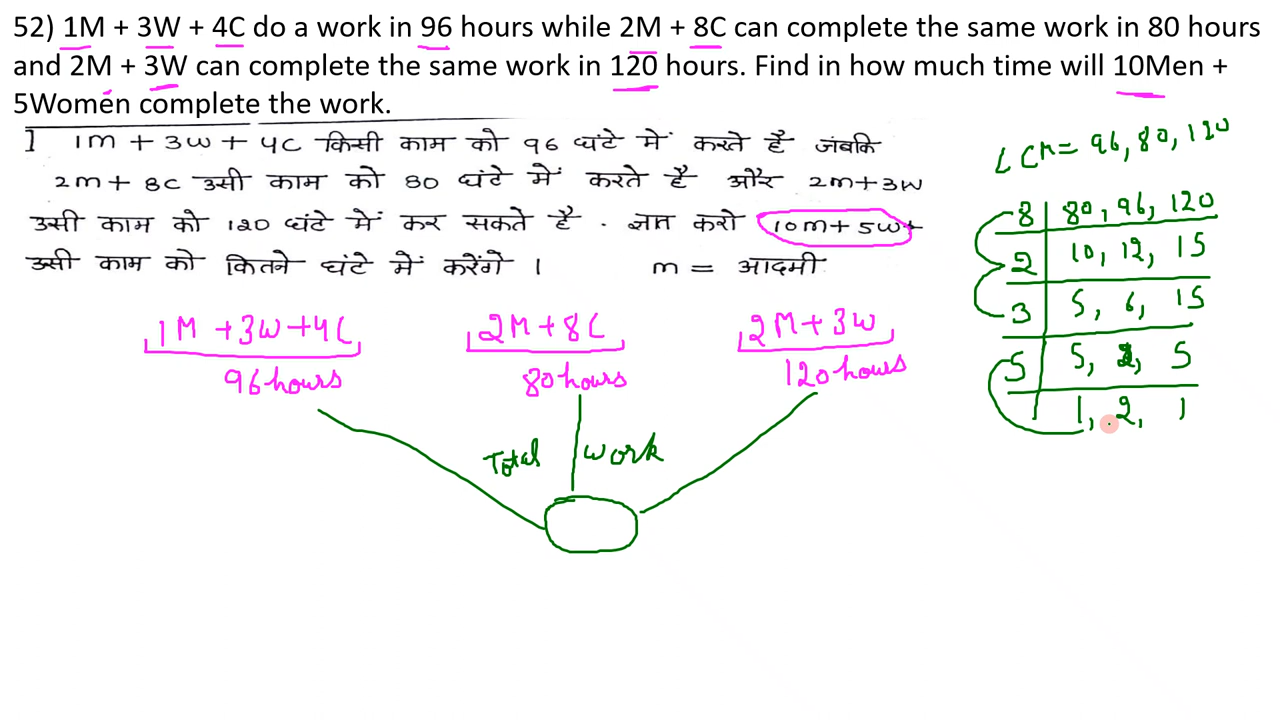 52) 1M + 3W + 4C do a work in 96 hours while 2M + 8C can complete the same work in 80 hours
and 2M + 3W can complete the same work in 120 hours. Find in how much time will 10Men +
5Women complete the work.
1m + 3w + 4c किसी काम को 96 घंटे में करते है जबकि
2m + 8c उसी काम को 80 घंटे में करते है और 2m+3w
उसी काम को 120 घंटे में कर सकते है . ज्ञात करो 10m+5w
उसी काम को कितने घंटे में करेंगे । m = आदमी
LCM = 96, 80, 120
8 | 80, 96, 120
2 | 10, 12, 15
3 | 5, 6, 15
5 | 5, 2, 5
1, 2, 1
1M +3W+4C 2M+8C 2M+3W
96 hours 80 hours 120 hours
Total work